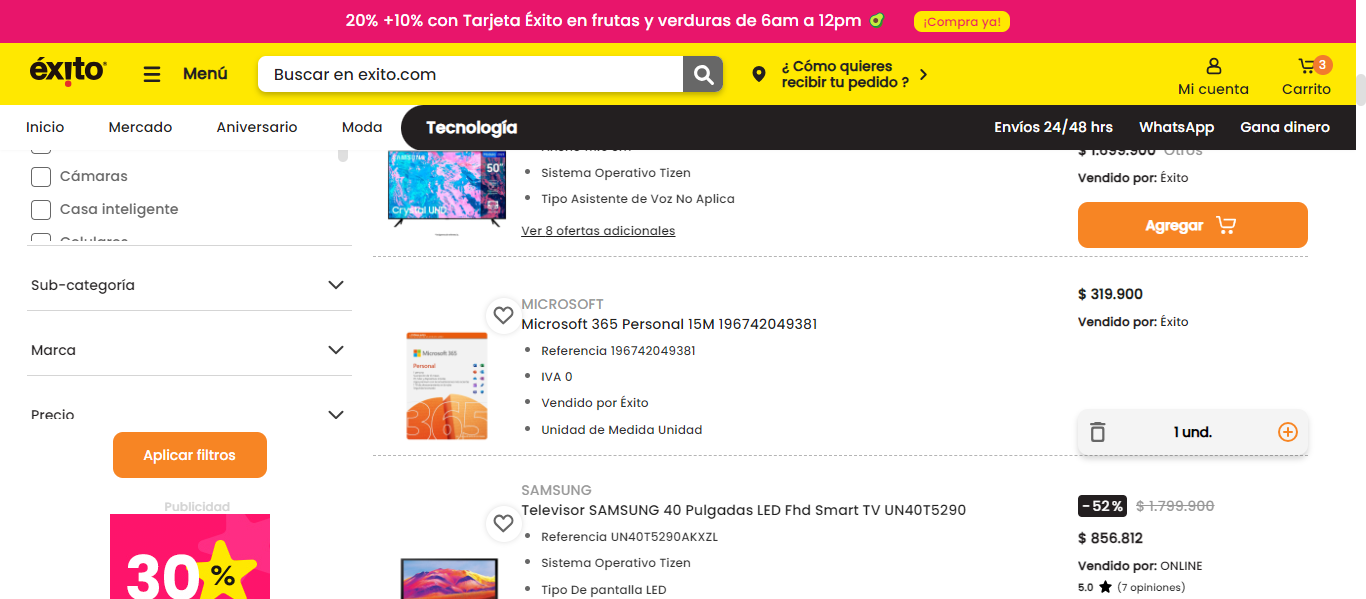 20% +10% con Tarjeta Éxito en frutas y verduras de 6am a 12pm
¡Compra ya!
éxito
Menú
Buscar en exito.com
¿ Cómo quieres
recibir tu pedido ?
Mi cuenta
3
Carrito
Inicio
Mercado
Aniversario
Moda
Tecnología
Envíos 24/48 hrs
WhatsApp
Gana dinero
Cámaras
Casa inteligente
Celulares
Sub-categoría
Marca
Precio
Aplicar filtros
Publicidad
30%
SAMSUNG
50"
Crystal UHD
Sistema Operativo Tizen
Tipo Asistente de Voz No Aplica
Ver 8 ofertas adicionales
$ 1.699.900 Otros
Vendido por: Éxito
Agregar
Microsoft 365
Personal
365
MICROSOFT
Microsoft 365 Personal 15M 196742049381
Referencia 196742049381
IVA 0
Vendido por Éxito
Unidad de Medida Unidad
$ 319.900
Vendido por: Éxito
1 und.
SAMSUNG
Televisor SAMSUNG 40 Pulgadas LED Fhd Smart TV UN40T5290
Referencia UN40T5290AKXZL
Sistema Operativo Tizen
Tipo De pantalla LED
- 52 % $ 1.799.900
$ 856.812
Vendido por: ONLINE
5.0 (7 opiniones)